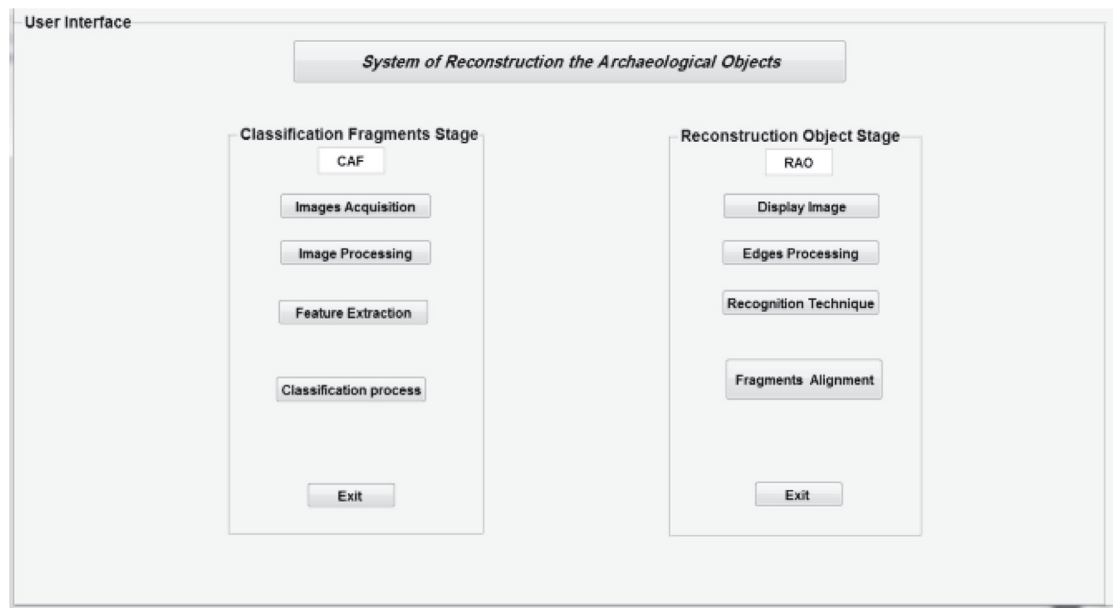 User Interface
System of Reconstruction the Archaeological Objects
Classification Fragments Stage
CAF
Images Acquisition
Image Processing
Feature Extraction
Classification process
Exit
Reconstruction Object Stage
RAO
Display Image
Edges Processing
Recognition Technique
Fragments Alignment
Exit